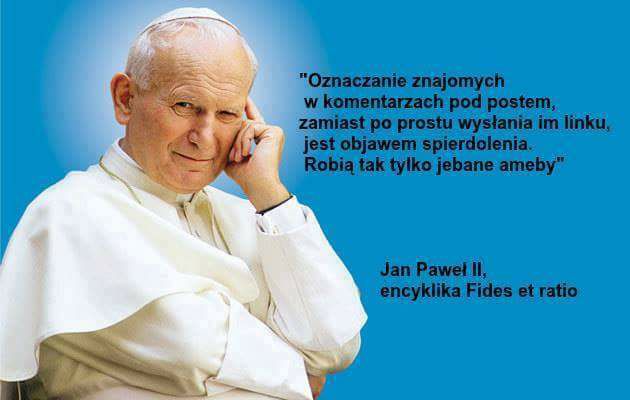 "Oznaczanie znajomych
w komentarzach pod postem,
zamiast po prostu wysłania im linku,
jest objawem spierdolenia.
Robią tak tylko jebane ameby"
Jan Paweł II,
encyklika Fides et ratio